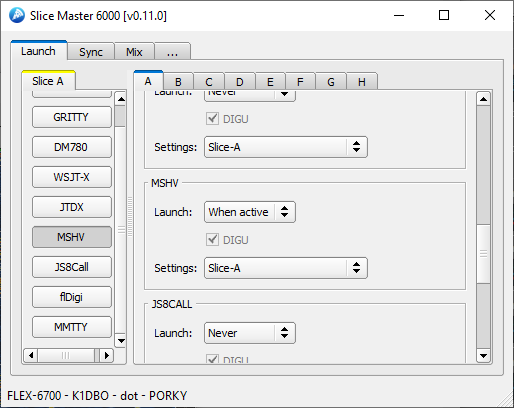 Slice Master 6000 [v0.11.0]
Launch Sync Mix ...
Slice A
A B C D E F G H
GRITTY
DM780
WSJT-X
JTDX
MSHV
JS8Call
flDigi
MMTTY
Launch: Never
DIGU
Settings: Slice-A
MSHV
Launch: When active
DIGU
Settings: Slice-A
JS8CALL
Launch: Never
DIGU
FLEX-6700 - K1DBO - dot - PORKY